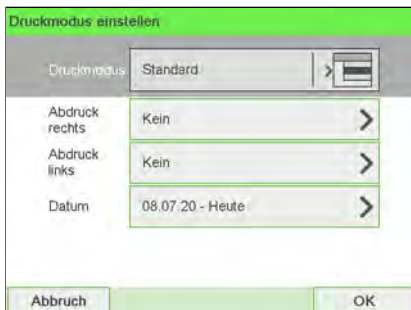 Druckmodus einstellen
Druckmodus Standard
Abdruck rechts Kein
Abdruck links Kein
Datum 08.07.20 - Heute
Abbruch OK